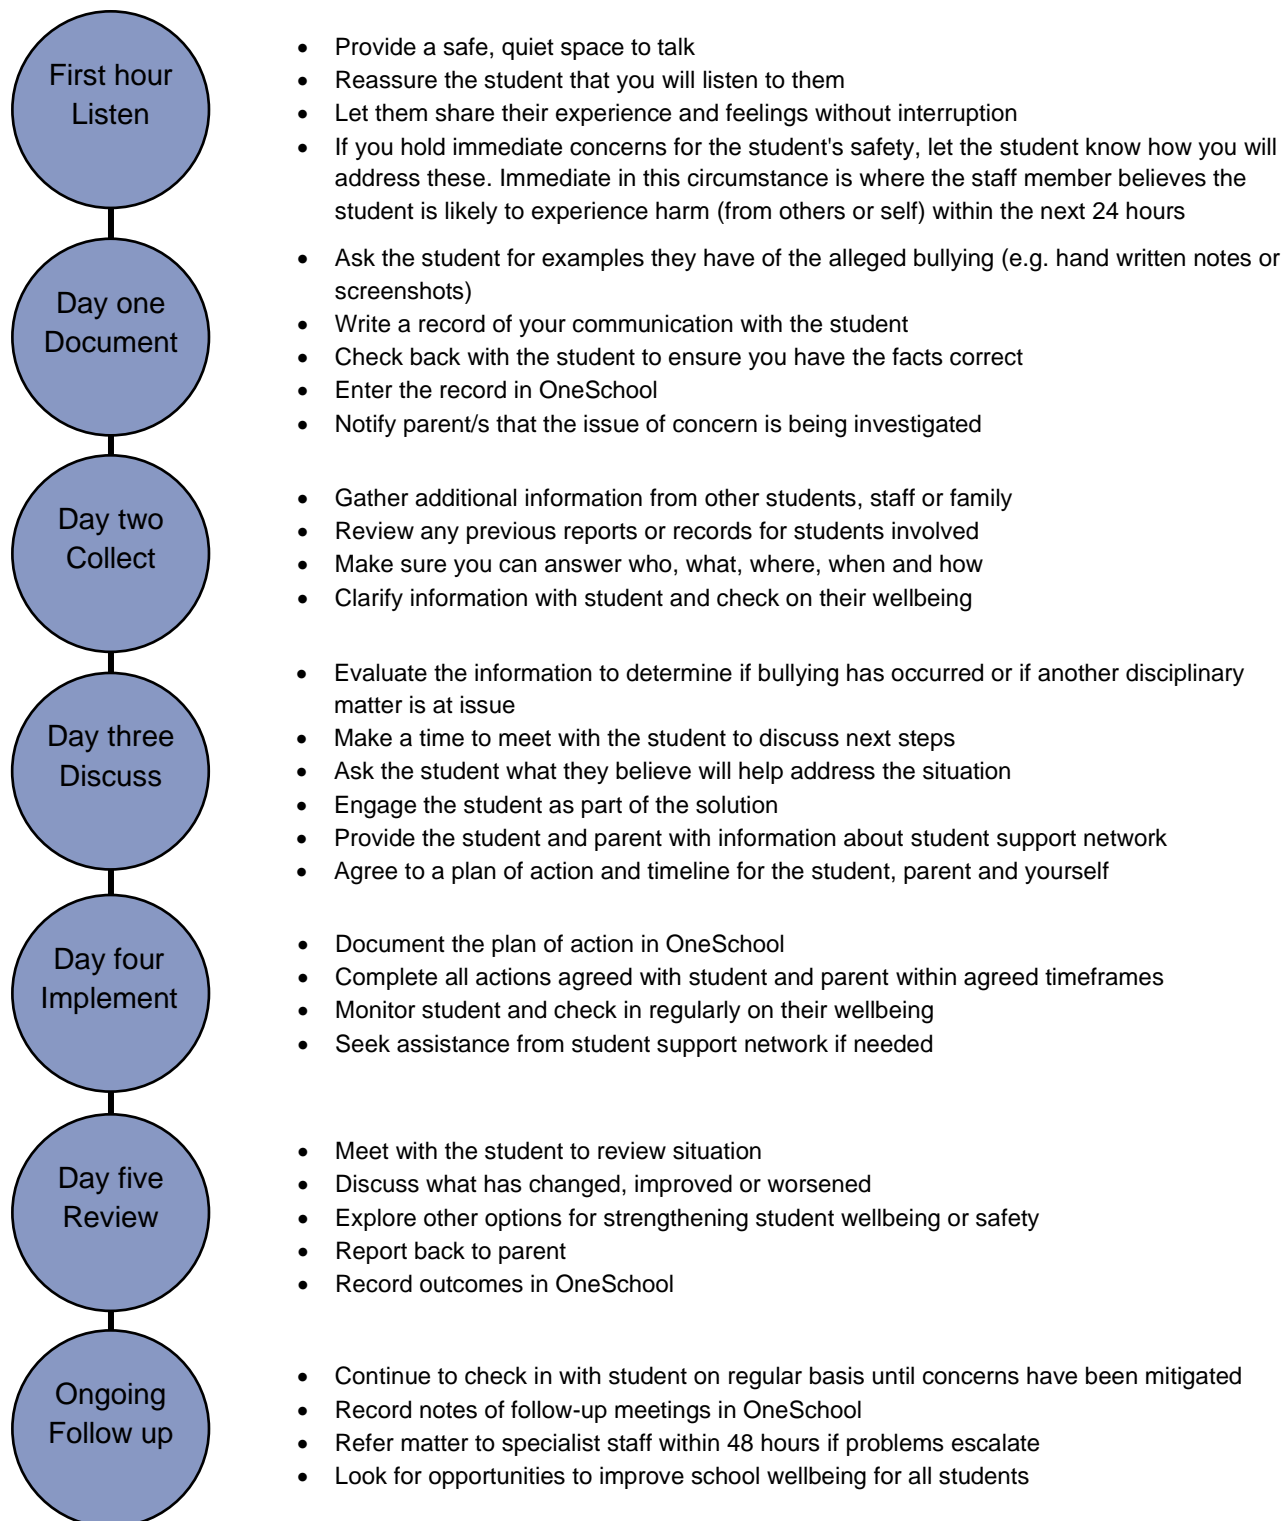 First hour
Listen
• Provide a safe, quiet space to talk
• Reassure the student that you will listen to them
• Let them share their experience and feelings without interruption
• If you hold immediate concerns for the student's safety, let the student know how you will
address these. Immediate in this circumstance is where the staff member believes the
student is likely to experience harm (from others or self) within the next 24 hours
Day one
Document
• Ask the student for examples they have of the alleged bullying (e.g. hand written notes or
screenshots)
• Write a record of your communication with the student
• Check back with the student to ensure you have the facts correct
• Enter the record in OneSchool
• Notify parent/s that the issue of concern is being investigated
Day two
Collect
• Gather additional information from other students, staff or family
• Review any previous reports or records for students involved
• Make sure you can answer who, what, where, when and how
• Clarify information with student and check on their wellbeing
Day three
Discuss
• Evaluate the information to determine if bullying has occurred or if another disciplinary
matter is at issue
• Make a time to meet with the student to discuss next steps
• Ask the student what they believe will help address the situation
• Engage the student as part of the solution
• Provide the student and parent with information about student support network
• Agree to a plan of action and timeline for the student, parent and yourself
Day four
Implement
• Document the plan of action in OneSchool
• Complete all actions agreed with student and parent within agreed timeframes
• Monitor student and check in regularly on their wellbeing
• Seek assistance from student support network if needed
Day five
Review
• Meet with the student to review situation
• Discuss what has changed, improved or worsened
• Explore other options for strengthening student wellbeing or safety
• Report back to parent
• Record outcomes in OneSchool
Ongoing
Follow up
• Continue to check in with student on regular basis until concerns have been mitigated
• Record notes of follow-up meetings in OneSchool
• Refer matter to specialist staff within 48 hours if problems escalate
• Look for opportunities to improve school wellbeing for all students